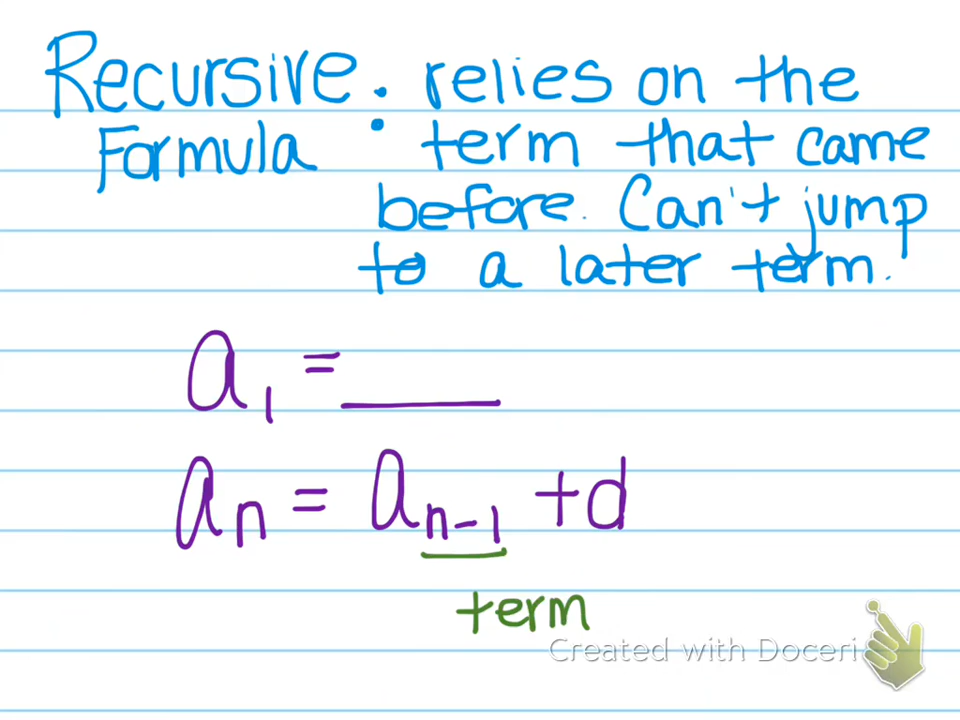 Recursive : relies on the
Formula term that came
before. Can't jump
to a later term.
a₁ = ____
aₙ = aₙ₋₁ + d
term
Created with Doceri